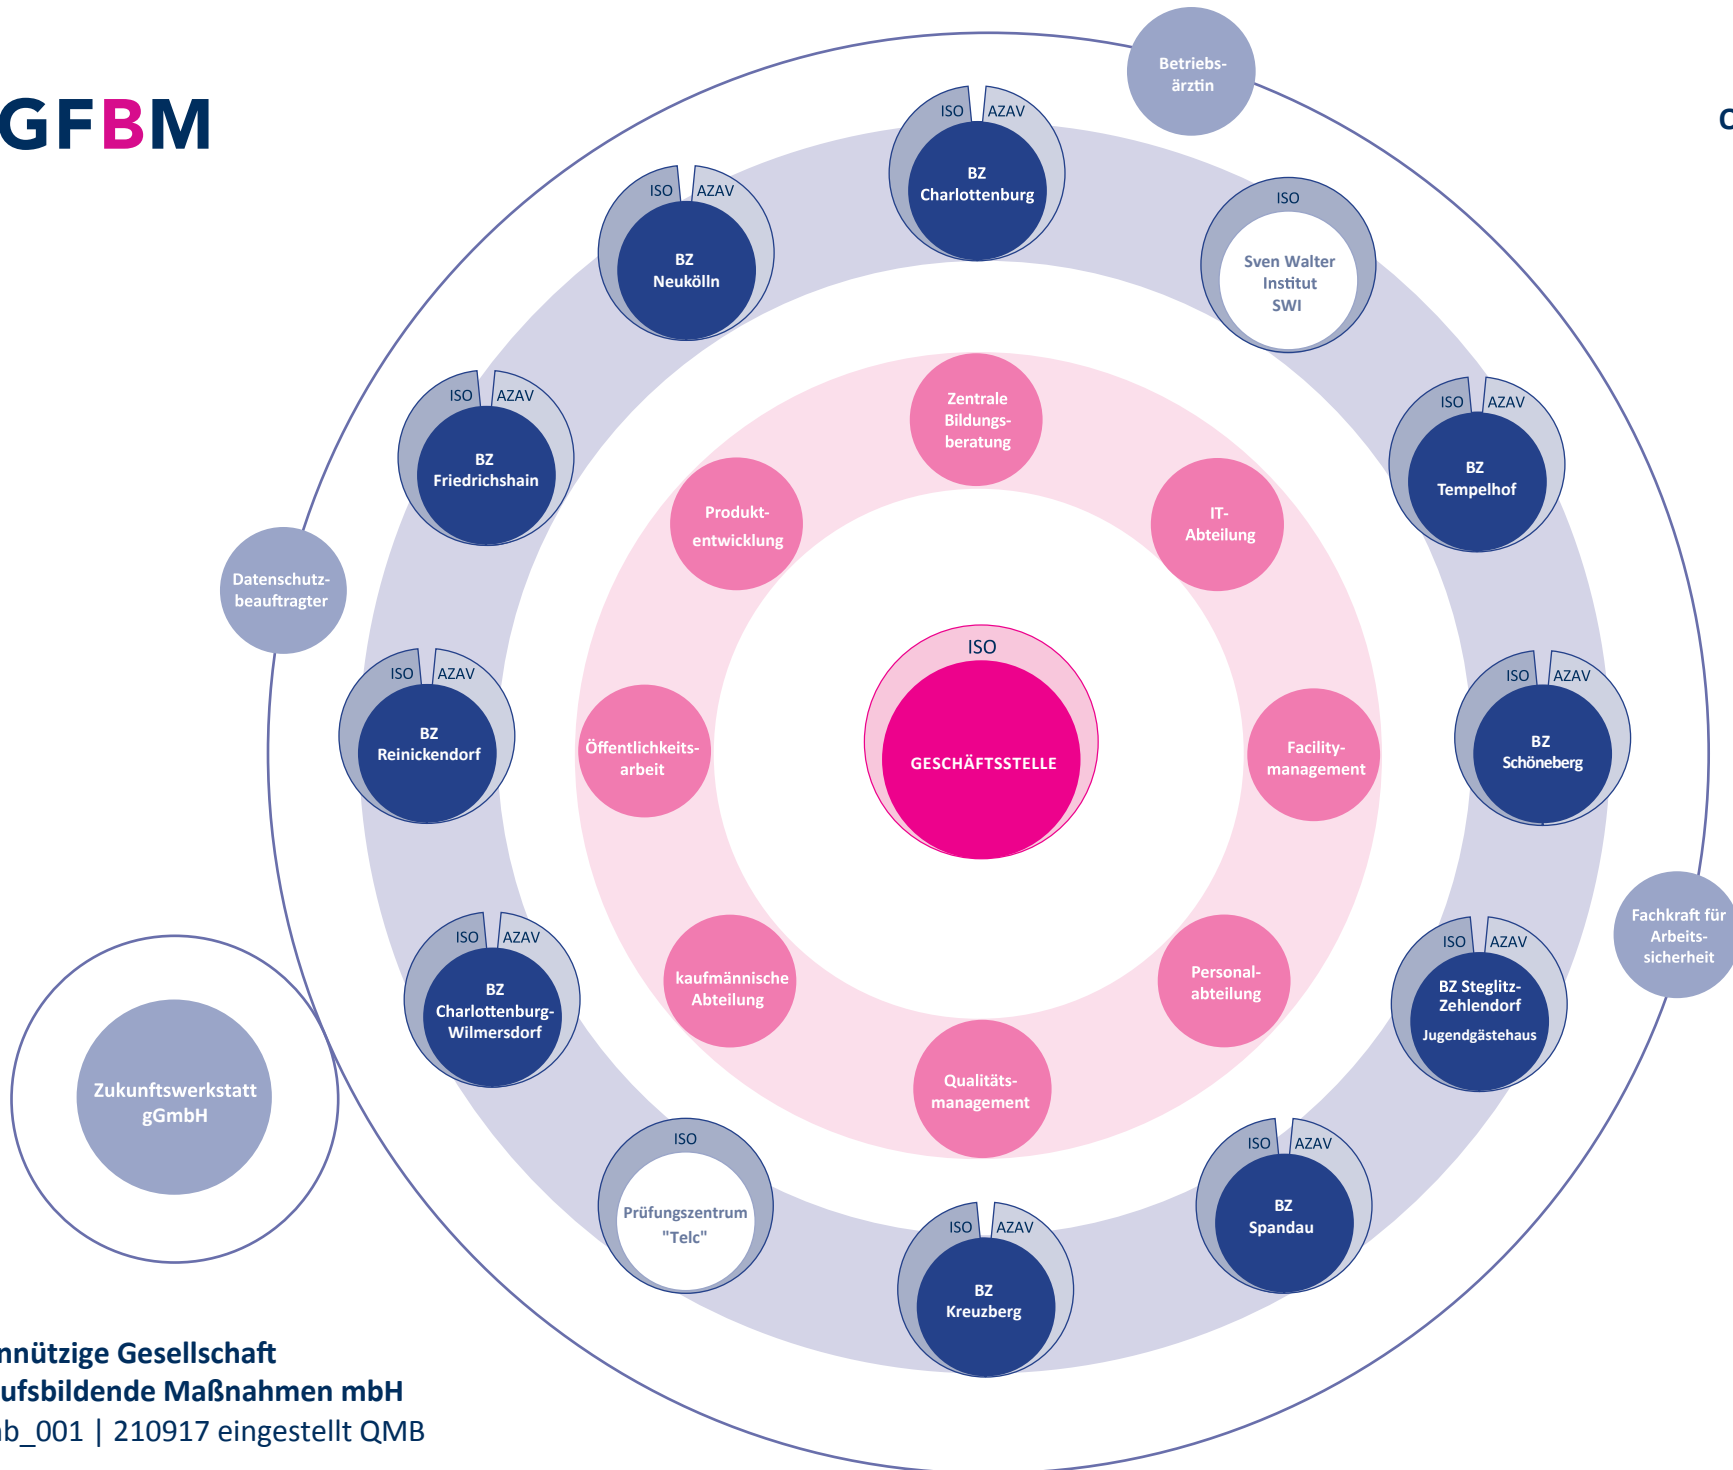 GFBM
Betriebs-
ärztin
ISO
AZAV
BZ
Charlottenburg
ISO
AZAV
BZ
Neukölln
ISO
Sven Walter
Institut
SWI
ISO
AZAV
BZ
Friedrichshain
Zentrale
Bildungs-
beratung
ISO
AZAV
BZ
Tempelhof
Produkt-
entwicklung
IT-
Abteilung
Datenschutz-
beauftragter
ISO
AZAV
BZ
Reinickendorf
Öffentlichkeits-
arbeit
ISO
GESCHÄFTSSTELLE
Facility-
management
ISO
AZAV
BZ
Schöneberg
Fachkraft für
Arbeits-
sicherheit
ISO
AZAV
BZ
Charlottenburg-
Wilmersdorf
kaufmännische
Abteilung
Personal-
abteilung
ISO
AZAV
BZ Steglitz-
Zehlendorf
Jugendgästehaus
Zukunftswerkstatt
gGmbH
Qualitäts-
management
ISO
Prüfungszentrum
"Telc"
ISO
AZAV
BZ
Kreuzberg
ISO
AZAV
BZ
Spandau
nnützige Gesellschaft
ufsbildende Maßnahmen mbH
b_001 | 210917 eingestellt QMB